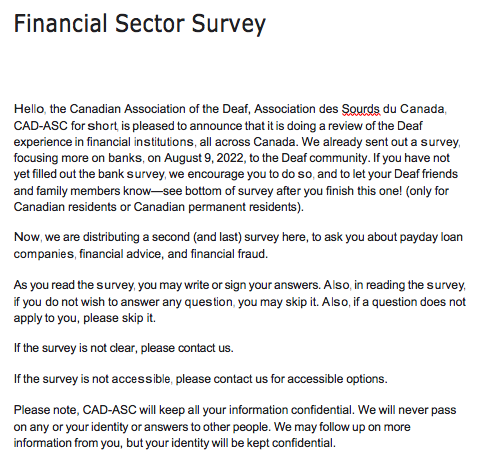 Financial Sector Survey
Hello, the Canadian Association of the Deaf, Association des Sourds du Canada,
CAD-ASC for short, is pleased to announce that it is doing a review of the Deaf
experience in financial institutions, all across Canada. We already sent out a survey,
focusing more on banks, on August 9, 2022, to the Deaf community. If you have not
yet filled out the bank survey, we encourage you to do so, and to let your Deaf friends
and family members know—see bottom of survey after you finish this one! (only for
Canadian residents or Canadian permanent residents).
Now, we are distributing a second (and last) survey here, to ask you about payday loan
companies, financial advice, and financial fraud.
As you read the survey, you may write or sign your answers. Also, in reading the survey,
if you do not wish to answer any question, you may skip it. Also, if a question does not
apply to you, please skip it.
If the survey is not clear, please contact us.
If the survey is not accessible, please contact us for accessible options.
Please note, CAD-ASC will keep all your information confidential. We will never pass
on any or your identity or answers to other people. We may follow up on more
information from you, but your identity will be kept confidential.